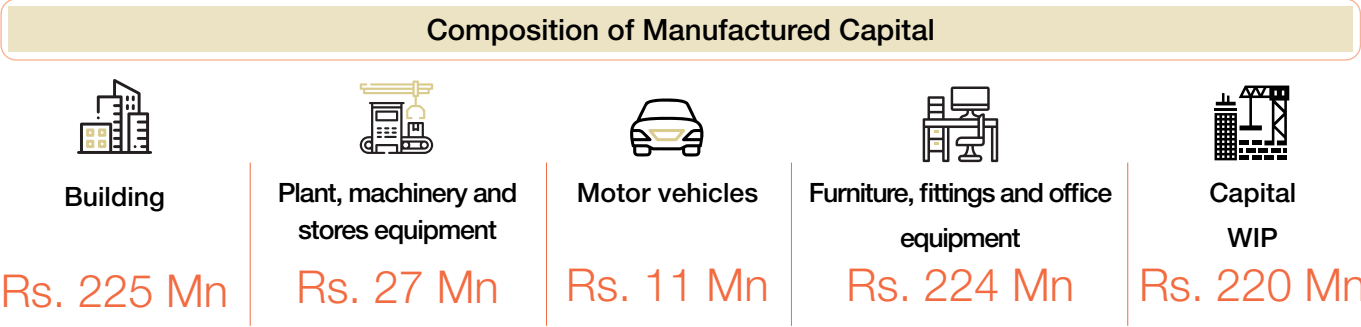 Composition of Manufactured Capital
Building
Rs. 225 Mn
Plant, machinery and
stores equipment
Rs. 27 Mn
Motor vehicles
Rs. 11 Mn
Furniture, fittings and office
equipment
Rs. 224 Mn
Capital
WIP
Rs. 220 Mn